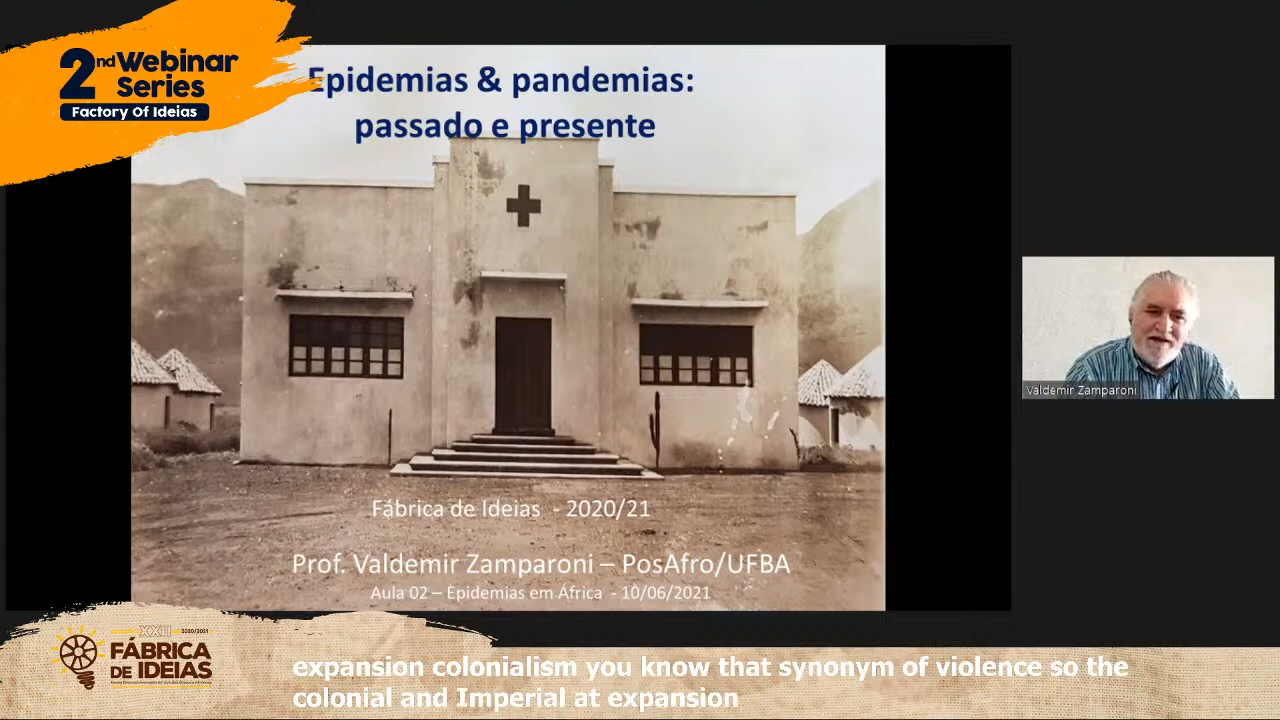 2nd Webinar
Series
Factory Of Ideias
Epidemias & pandemias:
passado e presente
Fábrica de Ideias - 2020/21
Prof. Valdemir Zamparoni – PosAfro/UFBA
Aula 02 – Epidemias em África - 10/06/2021
Valdemir Zamparoni
XXII 2020/2021
FÁBRICA
DE IDEIAS
expansion colonialism you know that synonym of violence so the
colonial and Imperial at expansion